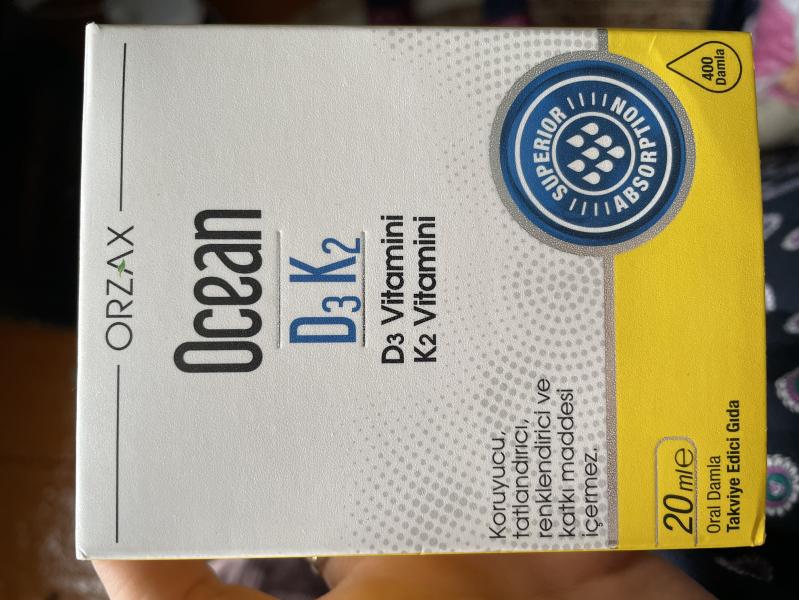 ORZAX
Ocean
D3 K2
D3 Vitamini
K2 Vitamini
Koruyucu,
tatlandırıcı,
renklendirici ve
katkı maddesi
içermez.
SUPERIOR
ABSORPTION
400
Damla
20 ml e
Oral Damla
Takviye Edici Gıda